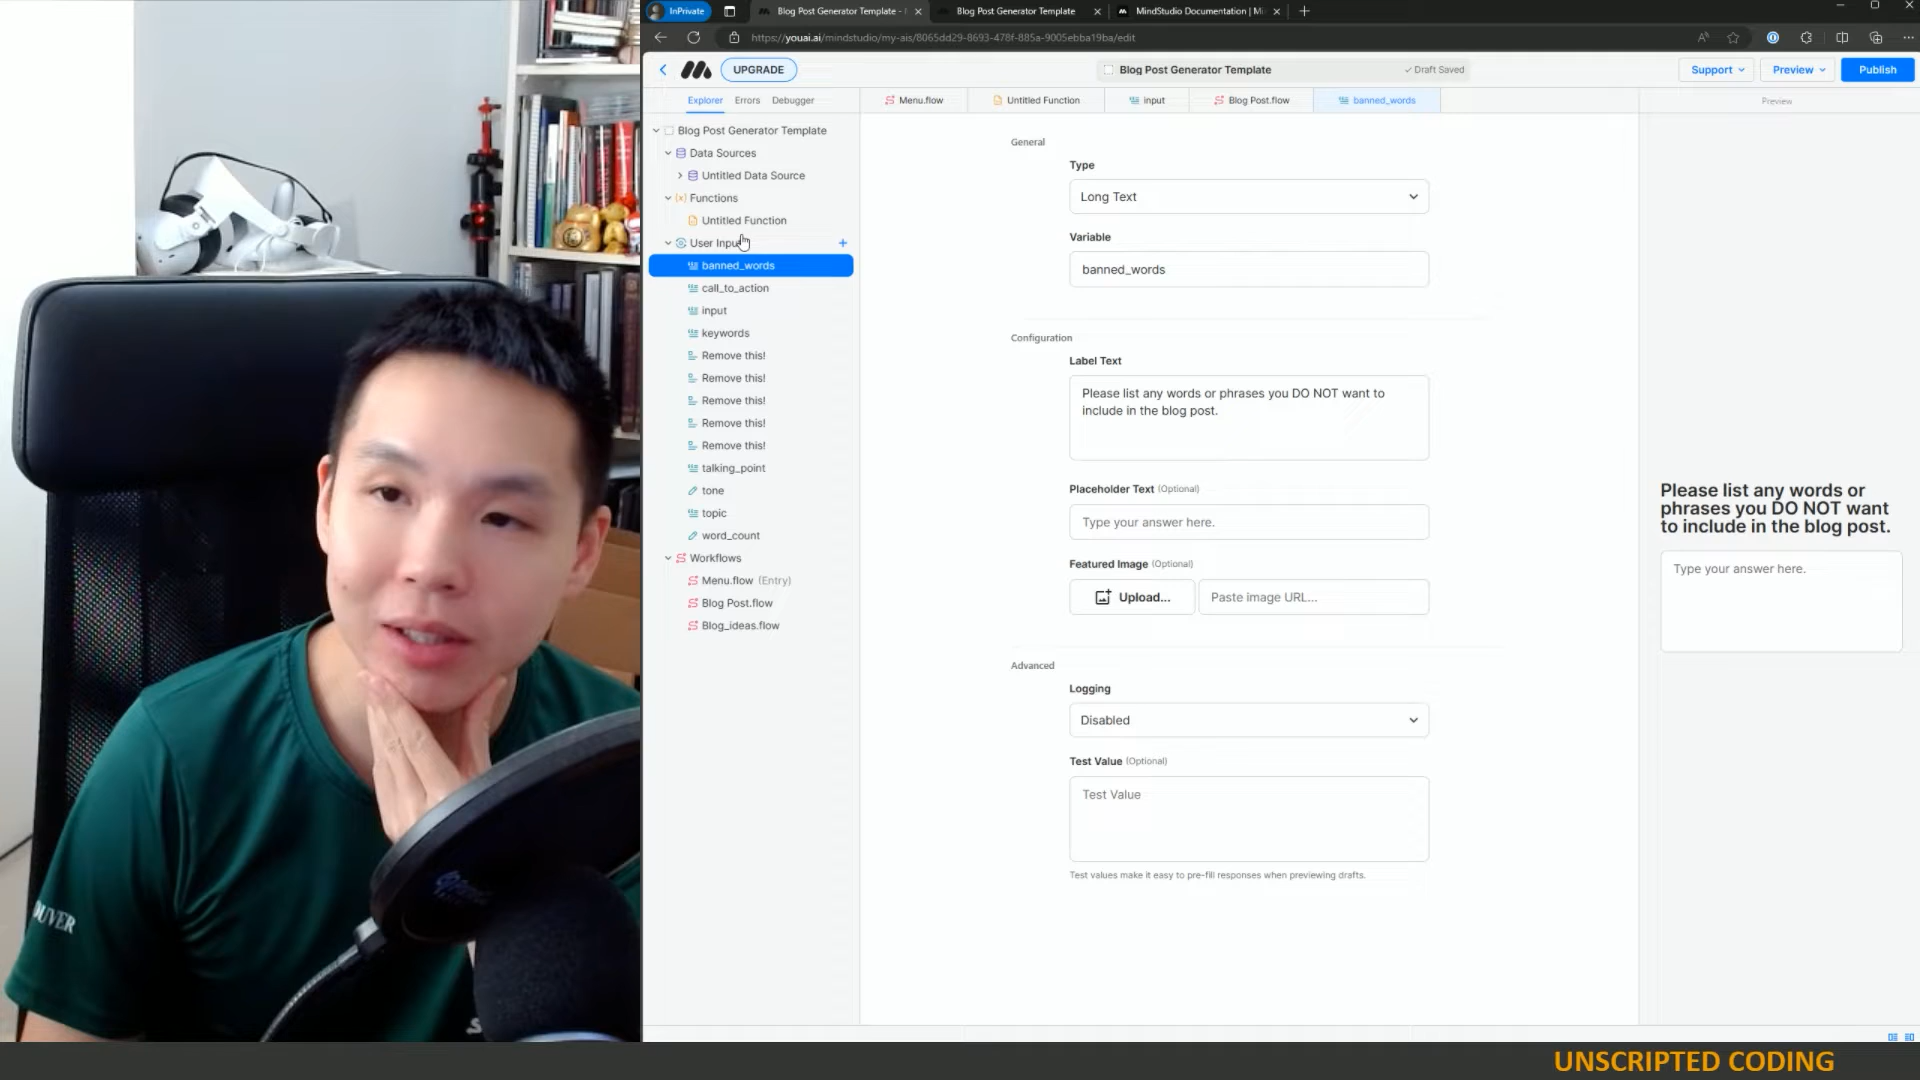 InPrivate
Blog Post Generator Template -
Blog Post Generator Template
MindStudio Documentation | Mi
https://youai.ai/mindstudio/my-ais/8065dd29-8693-478f-885a-9005ebba19ba/edit
UPGRADE
Blog Post Generator Template
Draft Saved
Support
Preview
Publish
Explorer
Errors
Debugger
Menu.flow
Untitled Function
input
Blog Post.flow
banned_words
Preview
Blog Post Generator Template
Data Sources
Untitled Data Source
Functions
Untitled Function
User Inpu
banned_words
call_to_action
input
keywords
Remove this!
Remove this!
Remove this!
Remove this!
Remove this!
talking_point
tone
topic
word_count
Workflows
Menu.flow (Entry)
Blog Post.flow
Blog_ideas.flow
General
Type
Long Text
Variable
banned_words
Configuration
Label Text
Please list any words or phrases you DO NOT want to
include in the blog post.
Placeholder Text (Optional)
Type your answer here.
Featured Image (Optional)
Upload...
Paste image URL...
Advanced
Logging
Disabled
Test Value (Optional)
Test Value
Test values make it easy to pre-fill responses when previewing drafts.
Please list any words or
phrases you DO NOT want
to include in the blog post.
Type your answer here.
UNSCRIPTED CODING